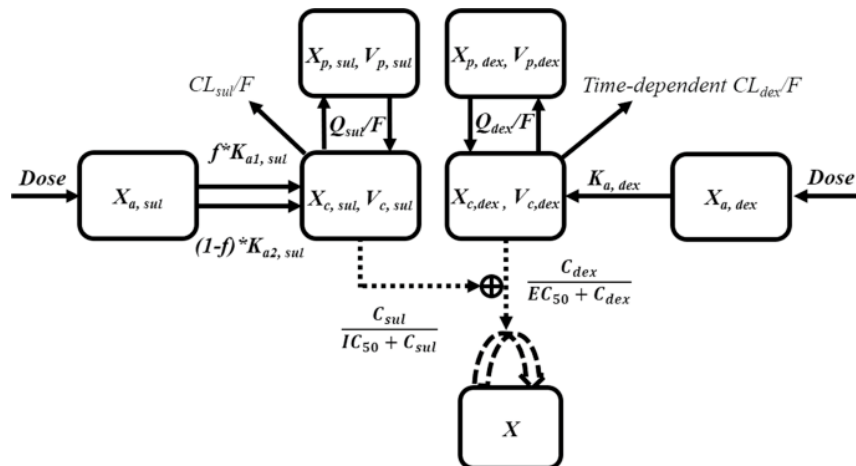 X_{p, sul}, V_{p, sul}
X_{p, dex}, V_{p,dex}
CL_{sul}/F
Time-dependent CL_{dex}/F
Q_{sul}/F
Q_{dex}/F
f*K_{a1, sul}
Dose
X_{a, sul}
X_{c, sul}, V_{c, sul}
X_{c,dex}, V_{c,dex}
K_{a, dex}
X_{a, dex}
Dose
(1-f)*K_{a2, sul}
C_{dex}
EC_{50} + C_{dex}
C_{sul}
IC_{50} + C_{sul}
X